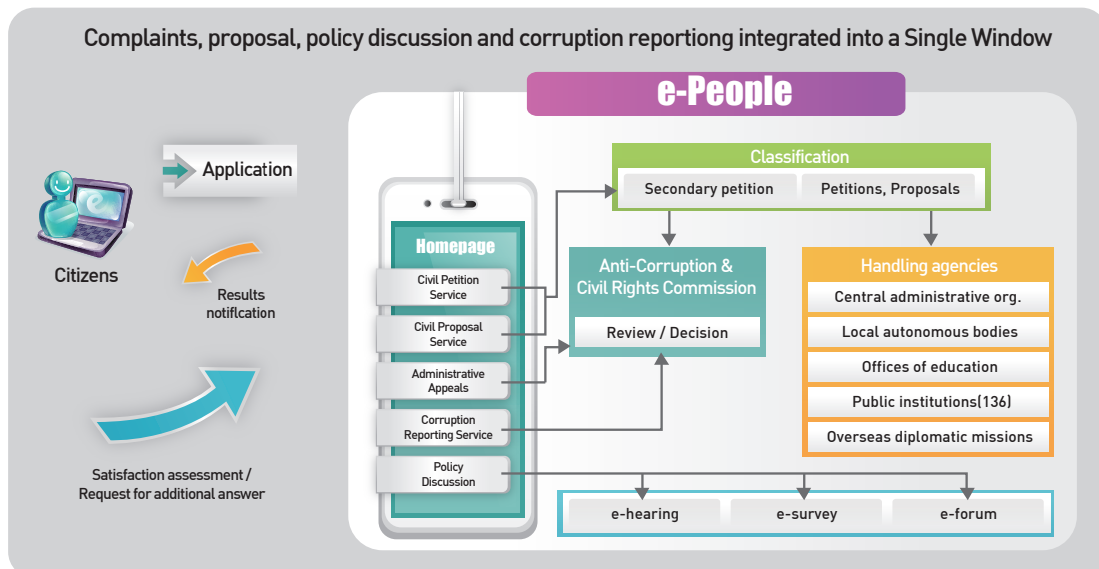 Complaints, proposal, policy discussion and corruption reportiong integrated into a Single Window
e-People
Application
Citizens
Results
notiflcation
Satisfaction assessment /
Request for additional answer
Homepage
Civil Petition
Service
Civil Proposal
Service
Administrative
Appeals
Corruption
Reporting Service
Policy
Discussion
Classification
Secondary petition
Petitions, Proposals
Anti-Corruption &
Civil Rights Commission
Review / Decision
Handling agencies
Central administrative org.
Local autonomous bodies
Offices of education
Public institutions(136)
Overseas diplomatic missions
e-hearing
e-survey
e-forum